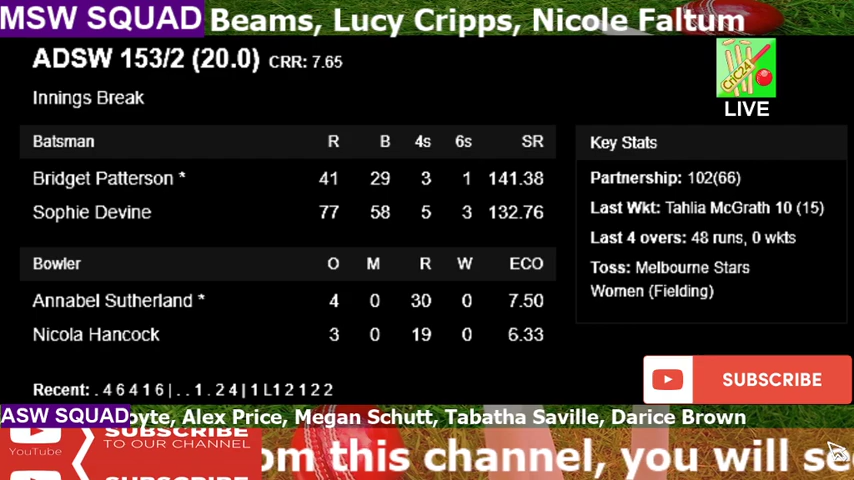 MSW SQUAD Beams, Lucy Cripps, Nicole Faltum
ADSW 153/2 (20.0) CRR: 7.65
Innings Break
CriC24
LIVE
Batsman R B 4s 6s SR
Bridget Patterson * 41 29 3 1 141.38
Sophie Devine 77 58 5 3 132.76
Bowler O M R W ECO
Annabel Sutherland * 4 0 30 0 7.50
Nicola Hancock 3 0 19 0 6.33
Recent: . 4 6 4 1 6 | . . 1 . 2 4 | 1 L1 2 1 2 2
Key Stats
Partnership: 102(66)
Last Wkt: Tahlia McGrath 10 (15)
Last 4 overs: 48 runs, 0 wkts
Toss: Melbourne Stars
Women (Fielding)
SUBSCRIBE
ASW SQUAD oyte, Alex Price, Megan Schutt, Tabatha Saville, Darice Brown
SUBSCRIBE
TO OUR CHANNEL
YouTube
om this channel, you will se